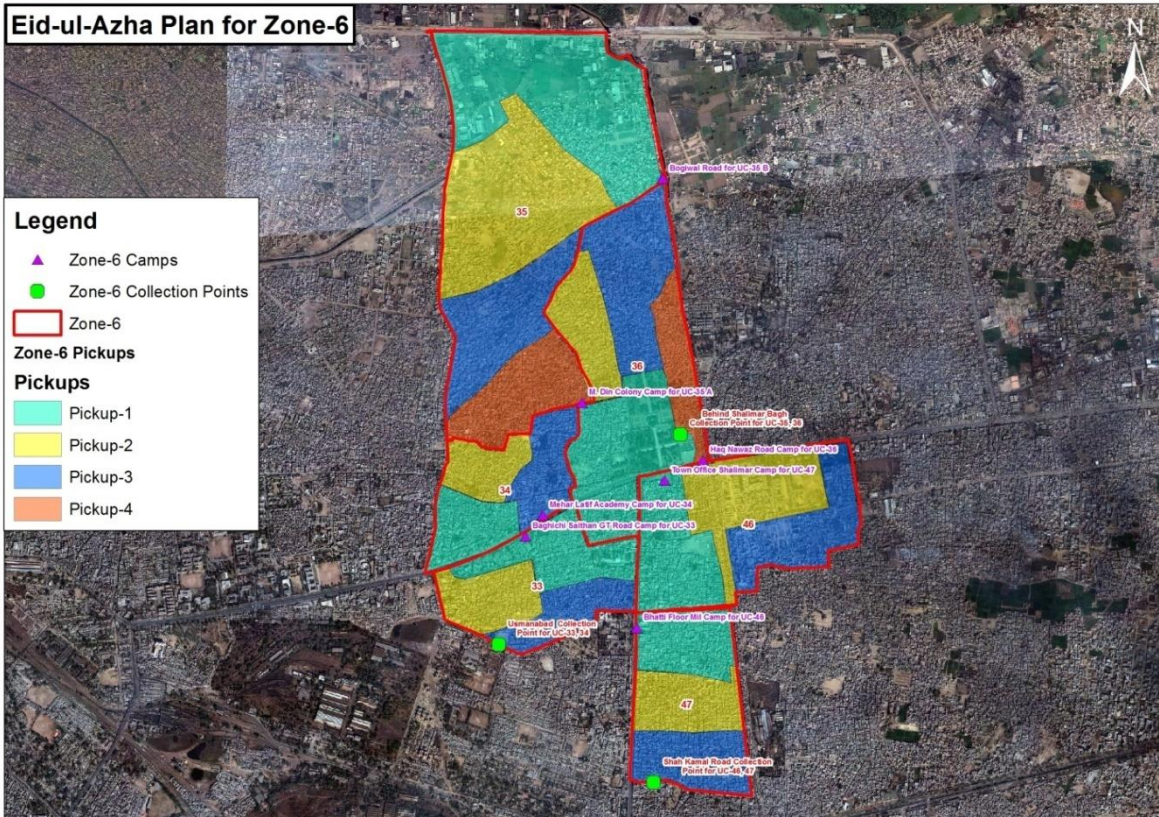 Eid-ul-Azha Plan for Zone-6
N
Legend
Zone-6 Camps
Zone-6 Collection Points
Zone-6
Zone-6 Pickups
Pickups
Pickup-1
Pickup-2
Pickup-3
Pickup-4
Bogiwal Road for UC-35 B
35
36
M. Din Colony Camp for UC-35 A
Behind Shalimar Bagh
Collection Point for UC-35, 36
Haq Nawaz Road Camp for UC-36
Town Office Shalimar Camp for UC-47
34
Mehar Latif Academy Camp for UC-34
46
Baghichi Saithan GT Road Camp for UC-33
33
Usmanabad Collection
Point for UC-33, 34
Bhatti Floor Mil Camp for UC-46
47
Shah Kamal Road Collection
Point for UC-46, 47